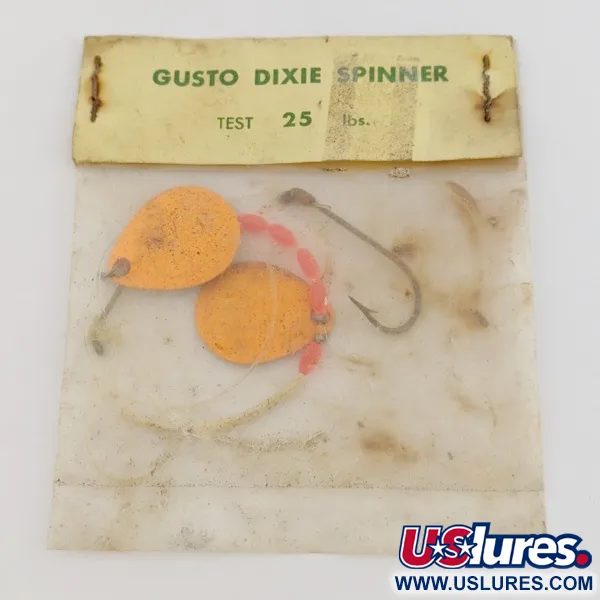 GUSTO DIXIE SPINNER
TEST 25 lbs.
USlures.
WWW.USLURES.COM